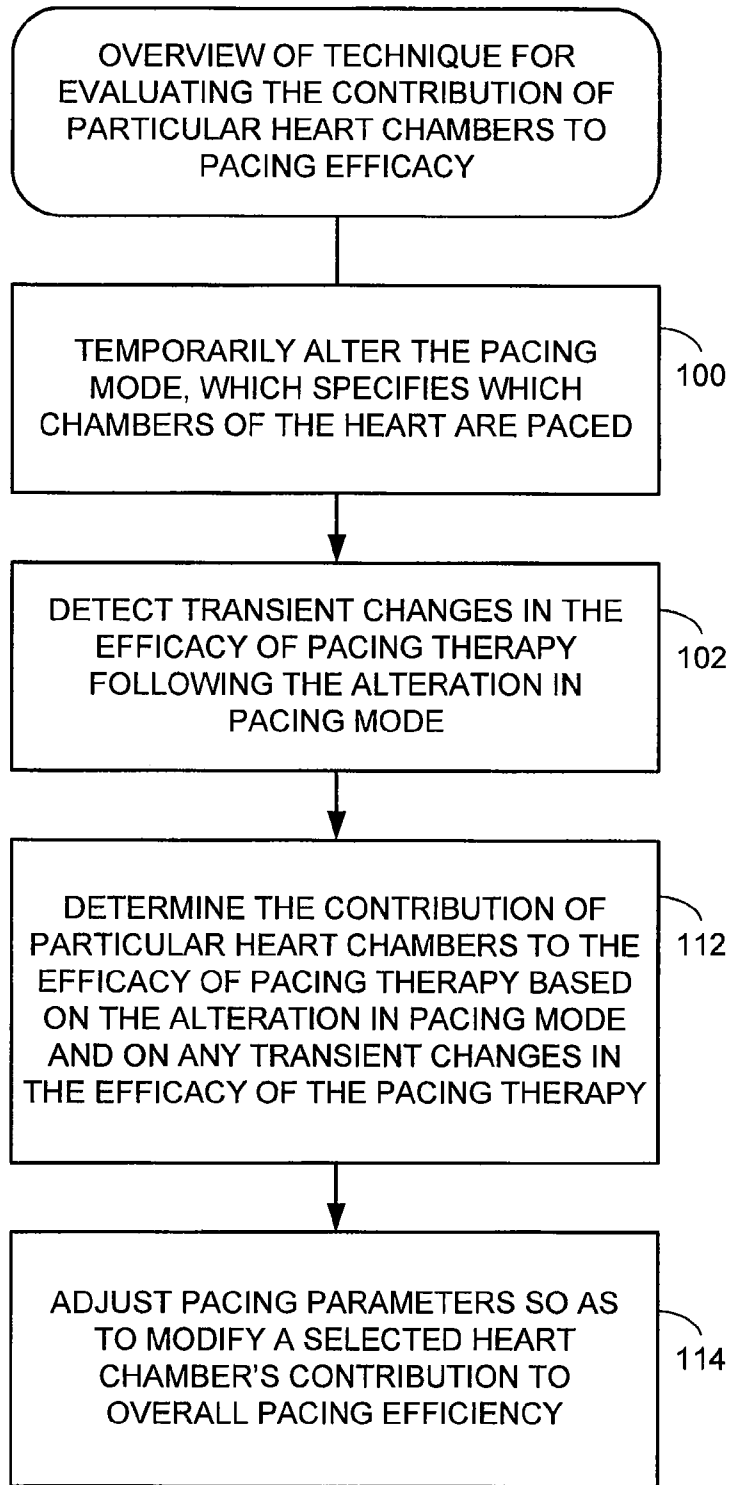 OVERVIEW OF TECHNIQUE FOR
EVALUATING THE CONTRIBUTION OF
PARTICULAR HEART CHAMBERS TO
PACING EFFICACY
TEMPORARILY ALTER THE PACING
MODE, WHICH SPECIFIES WHICH
CHAMBERS OF THE HEART ARE PACED
100
DETECT TRANSIENT CHANGES IN THE
EFFICACY OF PACING THERAPY
FOLLOWING THE ALTERATION IN
PACING MODE
102
DETERMINE THE CONTRIBUTION OF
PARTICULAR HEART CHAMBERS TO THE
EFFICACY OF PACING THERAPY BASED
ON THE ALTERATION IN PACING MODE
AND ON ANY TRANSIENT CHANGES IN
THE EFFICACY OF THE PACING THERAPY
112
ADJUST PACING PARAMETERS SO AS
TO MODIFY A SELECTED HEART
CHAMBER'S CONTRIBUTION TO
OVERALL PACING EFFICIENCY
114